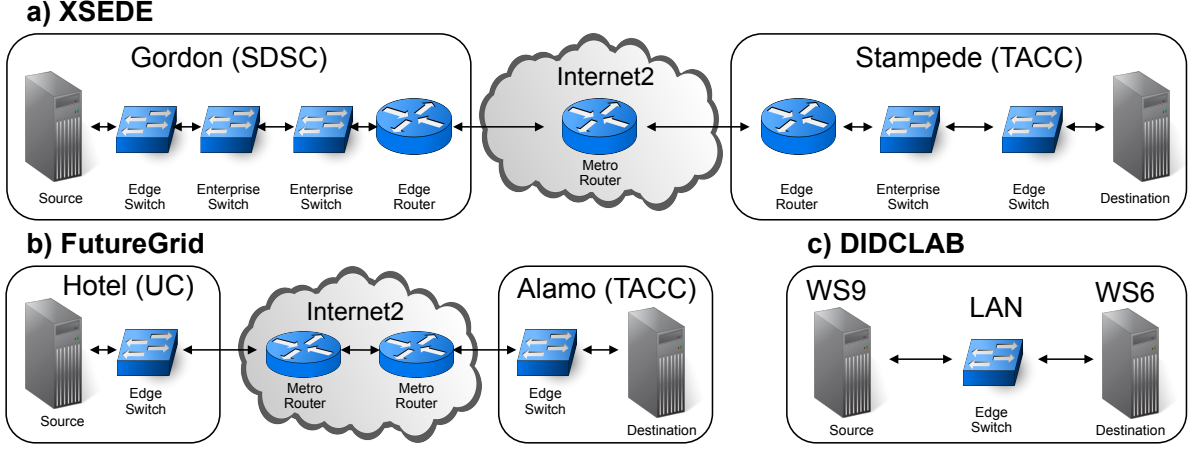 a) XSEDE
Gordon (SDSC)
Internet2
Stampede (TACC)
Source
Edge
Switch
Enterprise
Switch
Enterprise
Switch
Edge
Router
Metro
Router
Edge
Router
Enterprise
Switch
Edge
Switch
Destination
b) FutureGrid
Hotel (UC)
Internet2
Alamo (TACC)
Source
Edge
Switch
Metro
Router
Metro
Router
Edge
Switch
Destination
c) DIDCLAB
WS9
LAN
WS6
Source
Edge
Switch
Destination